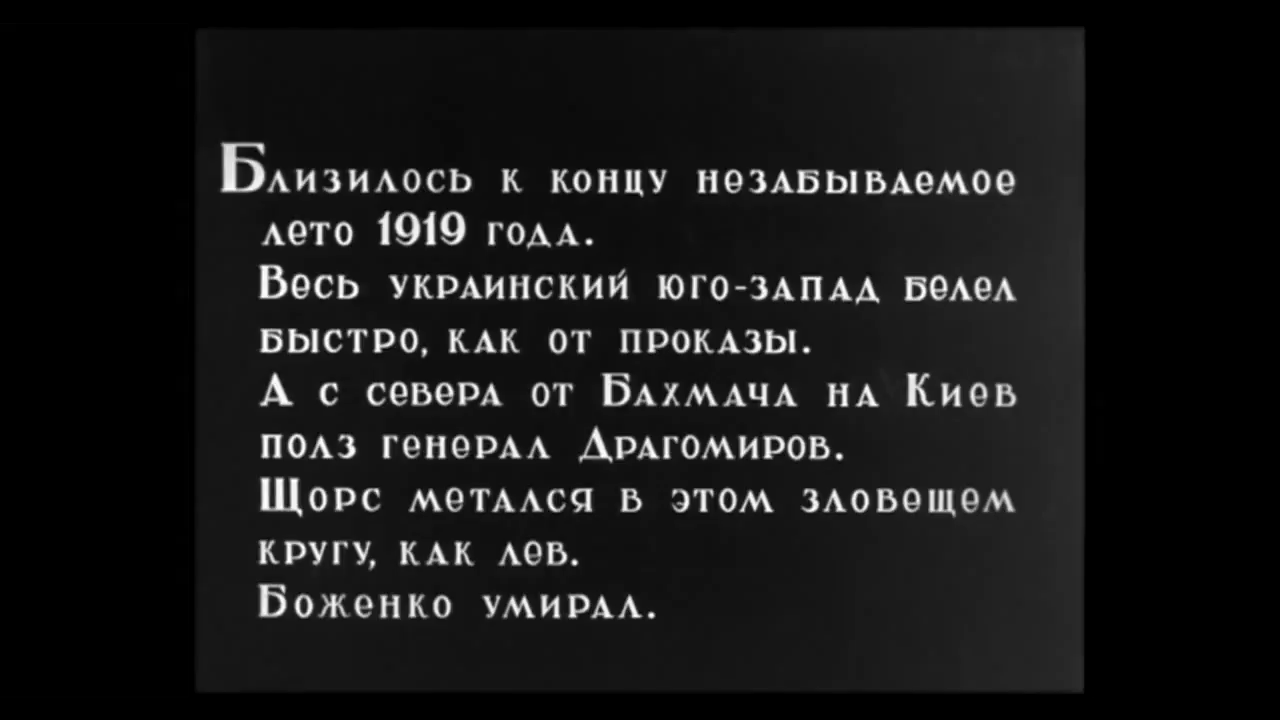 Близилось к концу незабываемое
лето 1919 года.
Весь украинский юго-запад белел
быстро, как от проказы.
А с севера от Бахмача на Киев
полз генерал Драгомиров.
Щорс метался в этом зловещем
кругу, как лев.
Боженко умирал.